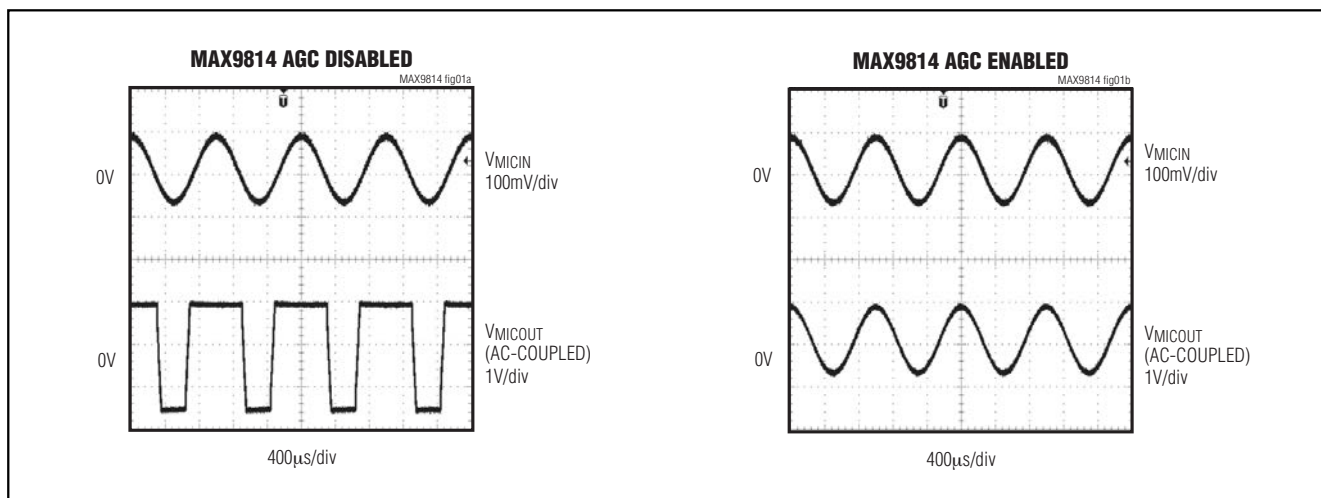 MAX9814 AGC DISABLED
MAX9814 fig01a
0V
VMICIN
100mV/div
0V
VMICOUT
(AC-COUPLED)
1V/div
400μs/div
MAX9814 AGC ENABLED
MAX9814 fig01b
0V
VMICIN
100mV/div
0V
VMICOUT
(AC-COUPLED)
1V/div
400μs/div